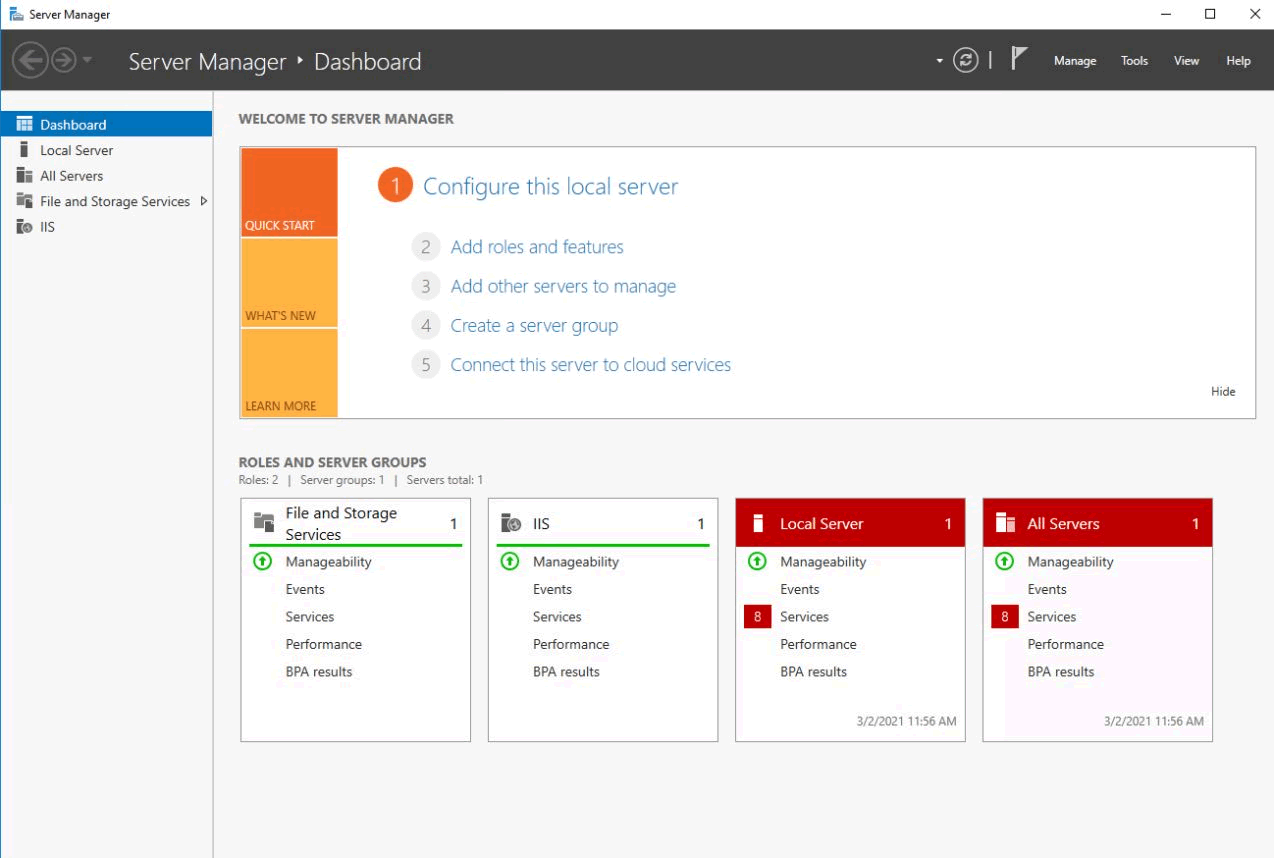 Server Manager
Server Manager ‣ Dashboard
Manage Tools View Help
Dashboard
Local Server
All Servers
File and Storage Services
IIS
WELCOME TO SERVER MANAGER
QUICK START
WHAT'S NEW
LEARN MORE
1 Configure this local server
2 Add roles and features
3 Add other servers to manage
4 Create a server group
5 Connect this server to cloud services
Hide
ROLES AND SERVER GROUPS
Roles: 2 | Server groups: 1 | Servers total: 1
File and Storage
Services 1
Manageability
Events
Services
Performance
BPA results
IIS 1
Manageability
Events
Services
Performance
BPA results
Local Server 1
Manageability
Events
8 Services
Performance
BPA results
3/2/2021 11:56 AM
All Servers 1
Manageability
Events
8 Services
Performance
BPA results
3/2/2021 11:56 AM